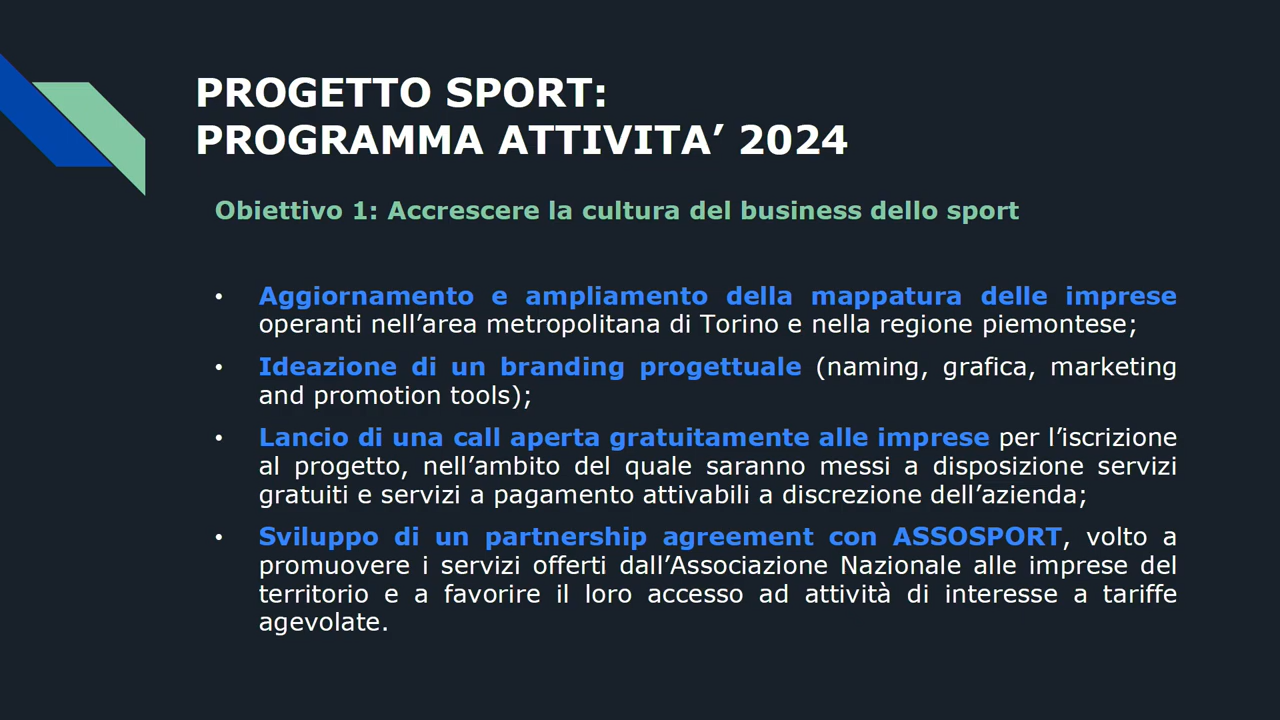 PROGETTO SPORT:
PROGRAMMA ATTIVITA’ 2024
Obiettivo 1: Accrescere la cultura del business dello sport
• Aggiornamento e ampliamento della mappatura delle imprese
operanti nell’area metropolitana di Torino e nella regione piemontese;
• Ideazione di un branding progettuale (naming, grafica, marketing
and promotion tools);
• Lancio di una call aperta gratuitamente alle imprese per l’iscrizione
al progetto, nell’ambito del quale saranno messi a disposizione servizi
gratuiti e servizi a pagamento attivabili a discrezione dell’azienda;
• Sviluppo di un partnership agreement con ASSOSPORT, volto a
promuovere i servizi offerti dall’Associazione Nazionale alle imprese del
territorio e a favorire il loro accesso ad attività di interesse a tariffe
agevolate.